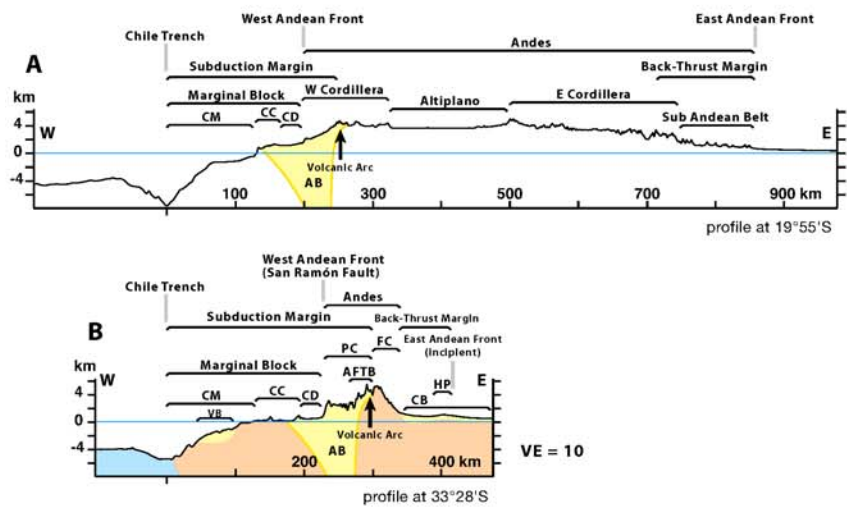 West Andean Front
East Andean Front
Chile Trench
Andes
A
Subduction Margin
Back-Thrust Margin
km
Marginal Block
W Cordillera
CM
CC
CD
Altiplano
E Cordillera
Sub Andean Belt
4
W
E
0
Volcanic Arc
-4
AB
100
300
500
700
900 km
profile at 19°55'S
West Andean Front
(San Ramón Fault)
Chile Trench
Andes
B
Subduction Margin
Back-Thrust Margin
PC
FC
East Andean Front
(Incipient)
km
Marginal Block
AFTB
W
E
4
CM
CC
CD
HP
VB
CB
0
Volcanic Arc
-4
AB
200
400 km
VE = 10
profile at 33°28'S